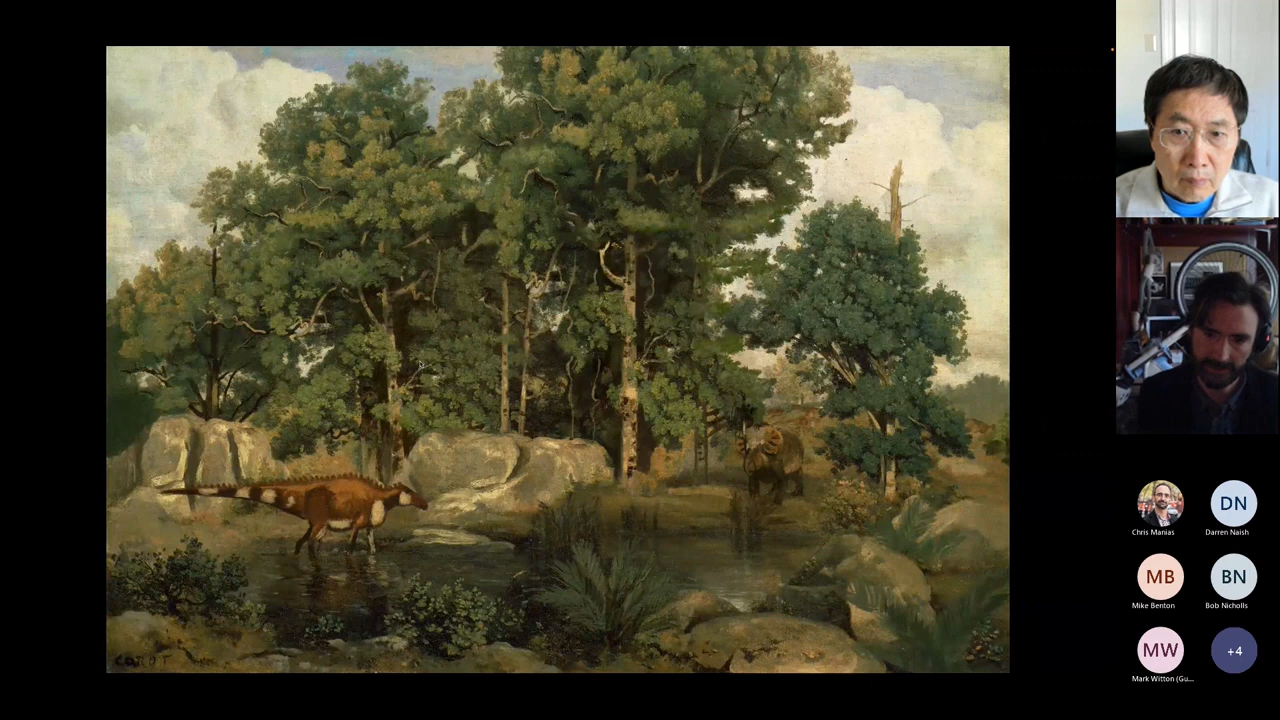 COROT
Chris Manias
DN
Darren Naish
MB
Mike Benton
BN
Bob Nicholls
MW
Mark Witton (Gu...
+4